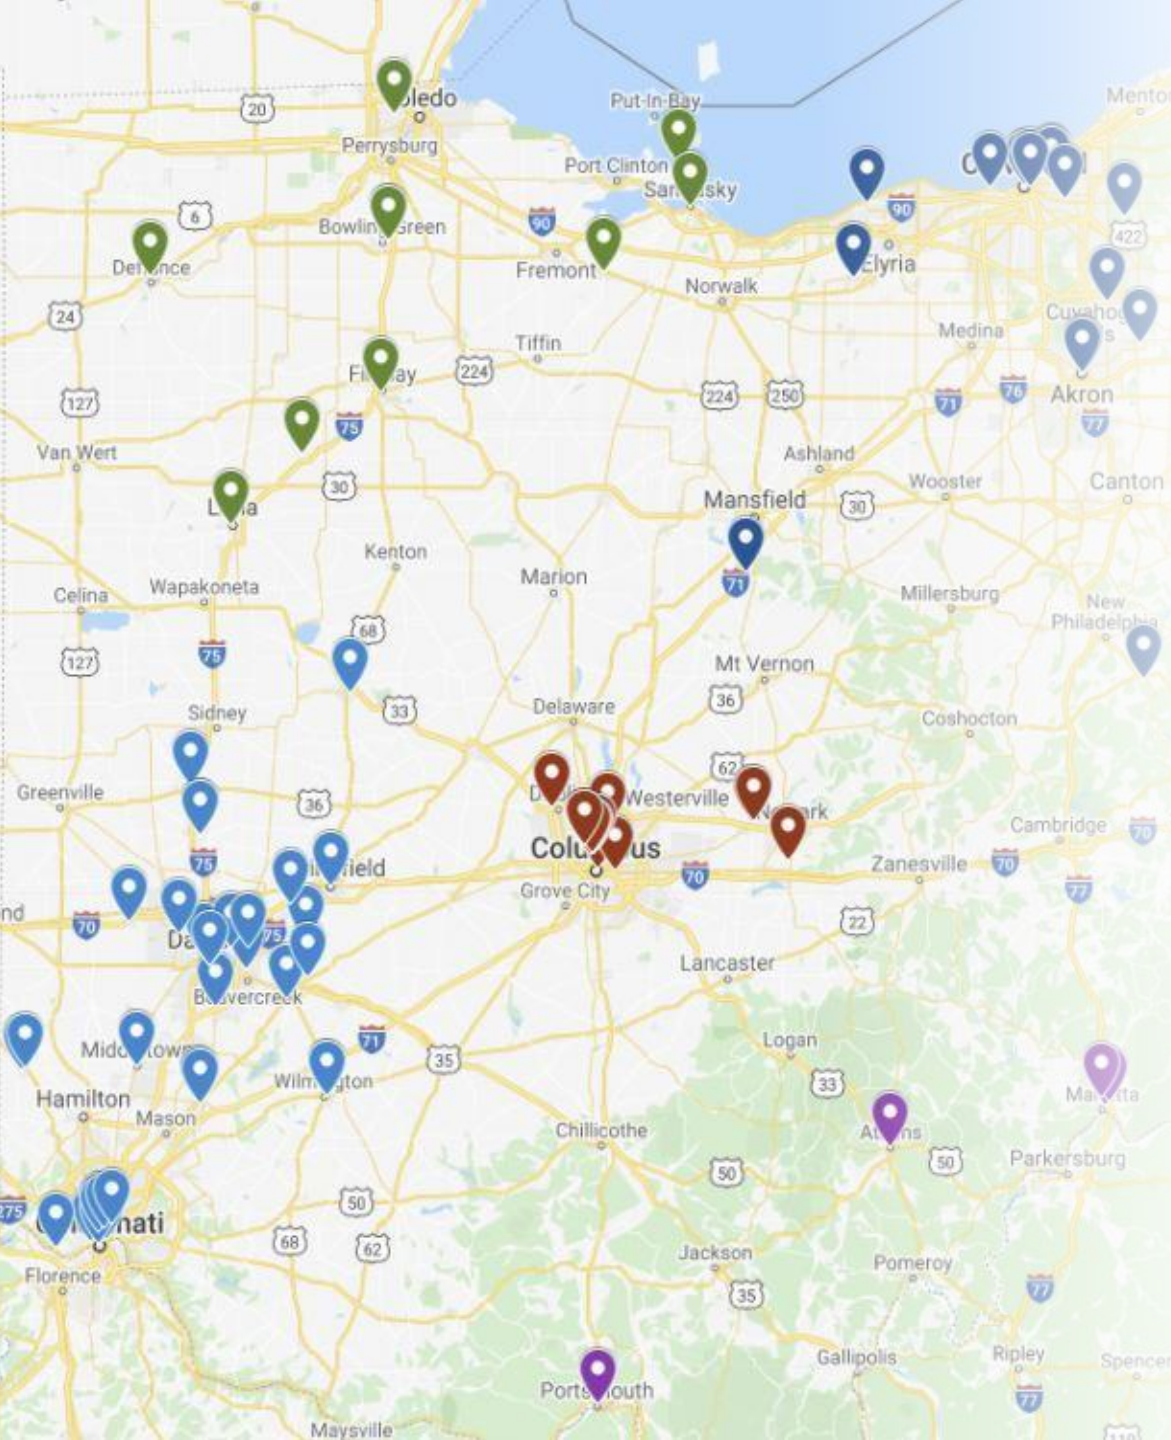 Mentor
20
Put-In-Bay
Perrysburg
Port Clinton
6
90
90
Bowling Green
422
Fremont
Elyria
Norwalk
24
Medina
Tiffin
224
127
224
250
71
76
Akron
75
77
Van Wert
Ashland
30
Wooster
Canton
Mansfield
30
Kenton
Marion
71
Wapakoneta
Celina
Millersburg
New
Philadelphia
68
75
127
Mt Vernon
36
Sidney
33
Delaware
Coshocton
62
Greenville
36
Westerville
Cambridge
70
75
Columbus
70
Zanesville
70
Grove City
77
nd
70
75
22
Lancaster
Beavercreek
71
Logan
35
Wilmington
33
Hamilton
Mason
Chillicothe
50
50
Parkersburg
275
50
68
62
Jackson
Pomeroy
Florence
35
77
Gallipolis
Ripley
Spencer
Portsmouth
77
Maysville